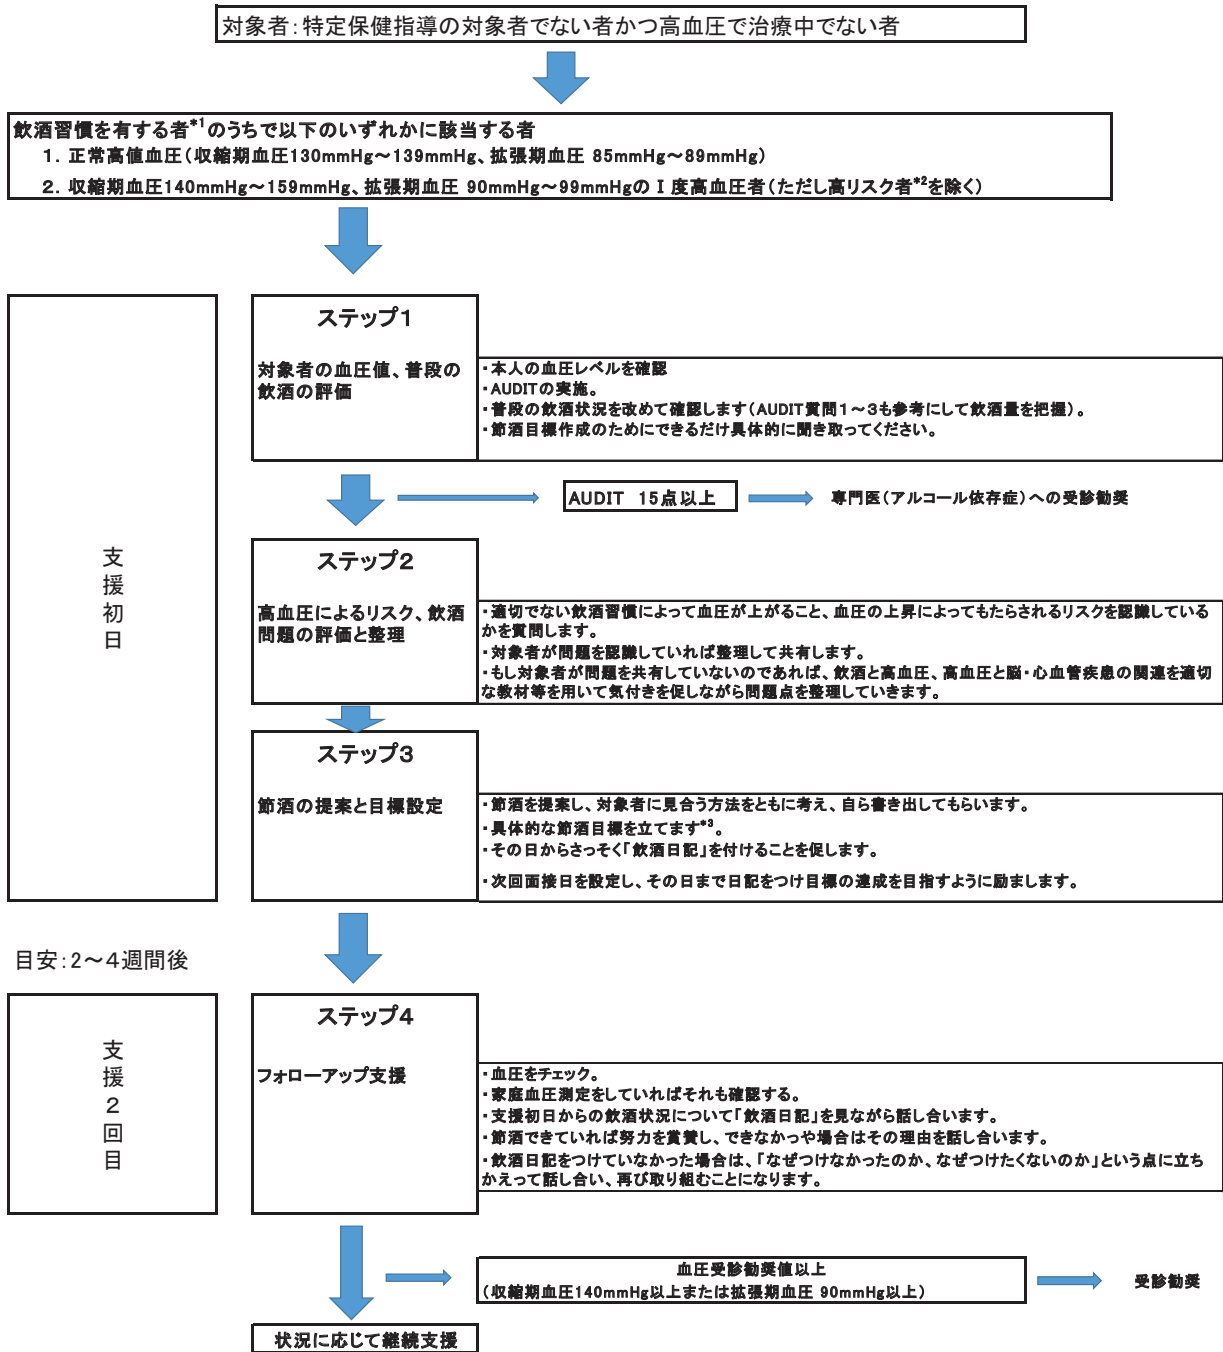 対象者：特定保健指導の対象者でない者かつ高血圧で治療中でない者
飲酒習慣を有する者*1のうちで以下のいずれかに該当する者
1．正常高値血圧（収縮期血圧130mmHg～139mmHg、拡張期血圧 85mmHg～89mmHg）
2．収縮期血圧140mmHg～159mmHg、拡張期血圧 90mmHg～99mmHgのⅠ度高血圧者（ただし高リスク者*2を除く）
支援初日
ステップ1
対象者の血圧値、普段の
飲酒の評価
・本人の血圧レベルを確認
・AUDITの実施。
・普段の飲酒状況を改めて確認します（AUDIT質問1～3も参考にして飲酒量を把握）。
・節酒目標作成のためにできるだけ具体的に聞き取ってください。
AUDIT 15点以上
専門医（アルコール依存症）への受診勧奨
ステップ2
高血圧によるリスク、飲酒
問題の評価と整理
・適切でない飲酒習慣によって血圧が上がること、血圧の上昇によってもたらされるリスクを認識している
かを質問します。
・対象者が問題を認識していれば整理して共有します。
・もし対象者が問題を共有していないのであれば、飲酒と高血圧、高血圧と脳・心血管疾患の関連を適切
な教材等を用いて気付きを促しながら問題点を整理していきます。
ステップ3
節酒の提案と目標設定
・節酒を提案し、対象者に見合う方法をともに考え、自ら書き出してもらいます。
・具体的な節酒目標を立てます*3。
・その日からさっそく「飲酒日記」を付けることを促します。
・次回面接日を設定し、その日まで日記をつけ目標の達成を目指すように励まします。
目安：2～4週間後
支援2回目
ステップ4
フォローアップ支援
・血圧をチェック。
・家庭血圧測定をしていればそれも確認する。
・支援初日からの飲酒状況について「飲酒日記」を見ながら話し合います。
・節酒できていれば努力を賞賛し、できなかっや場合はその理由を話し合います。
・飲酒日記をつけていなかった場合は、「なぜつけなかったのか、なぜつけたくないのか」という点に立ち
かえって話し合い、再び取り組むことになります。
血圧受診勧奨値以上
（収縮期血圧140mmHg以上または拡張期血圧 90mmHg以上）
受診勧奨
状況に応じて継続支援